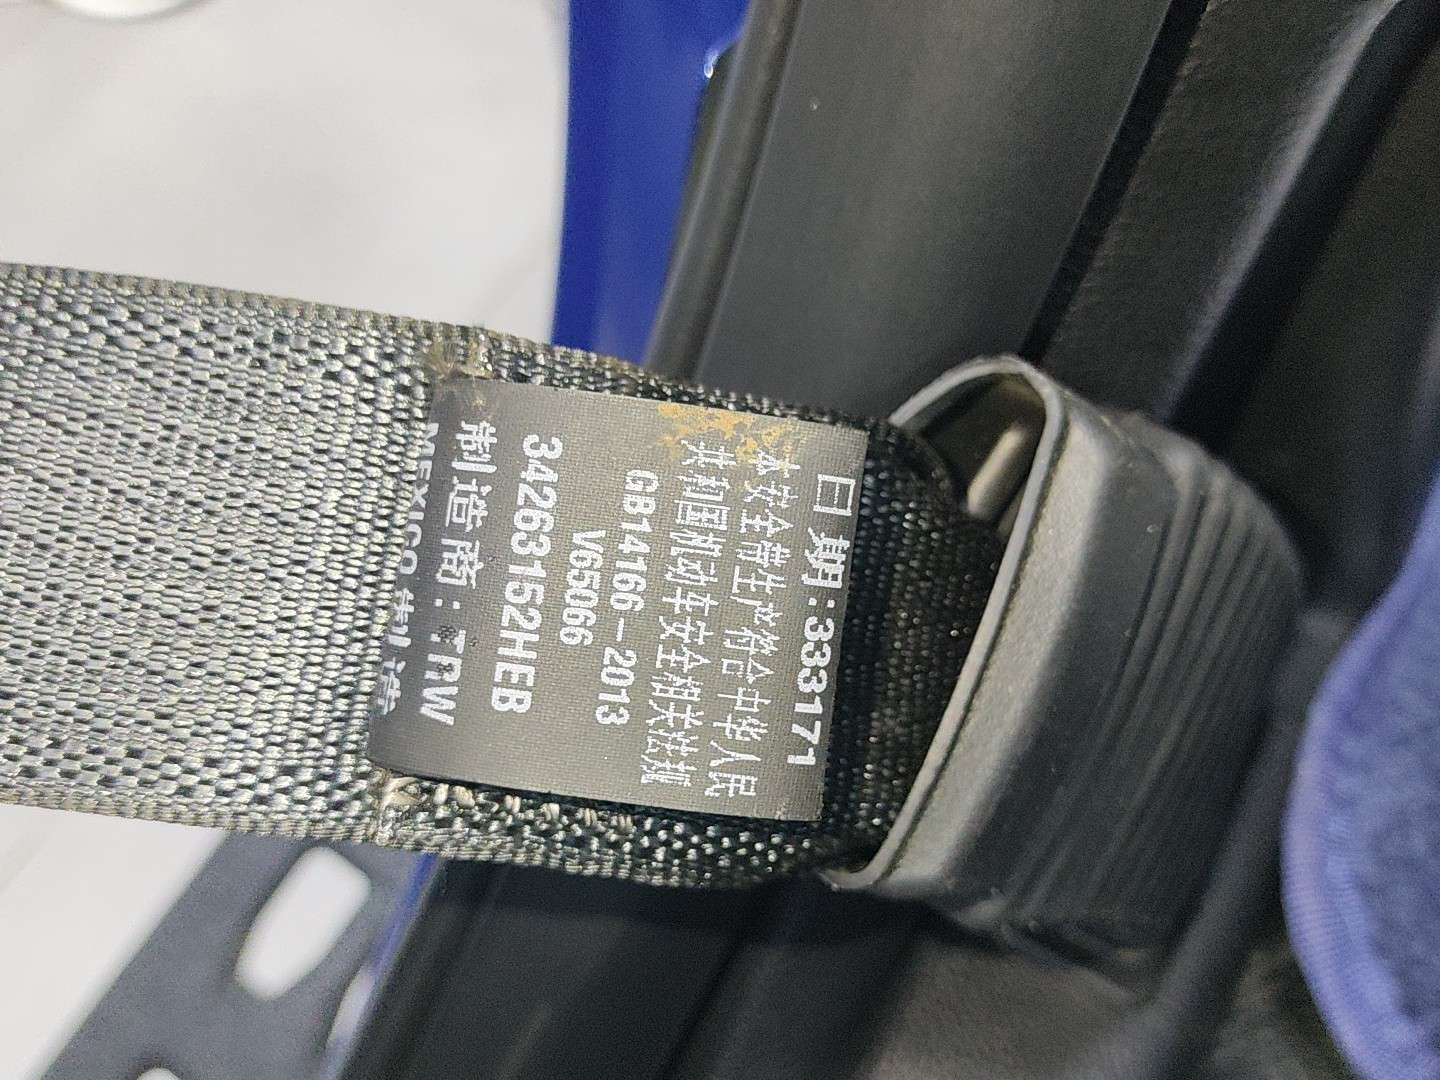 日期:333171
本安全带生产符合中华人民
共和国机动车安全相关法规
GB14166-2013
V65066
34263152HEB
制造商:TRW
MEXICO 制造